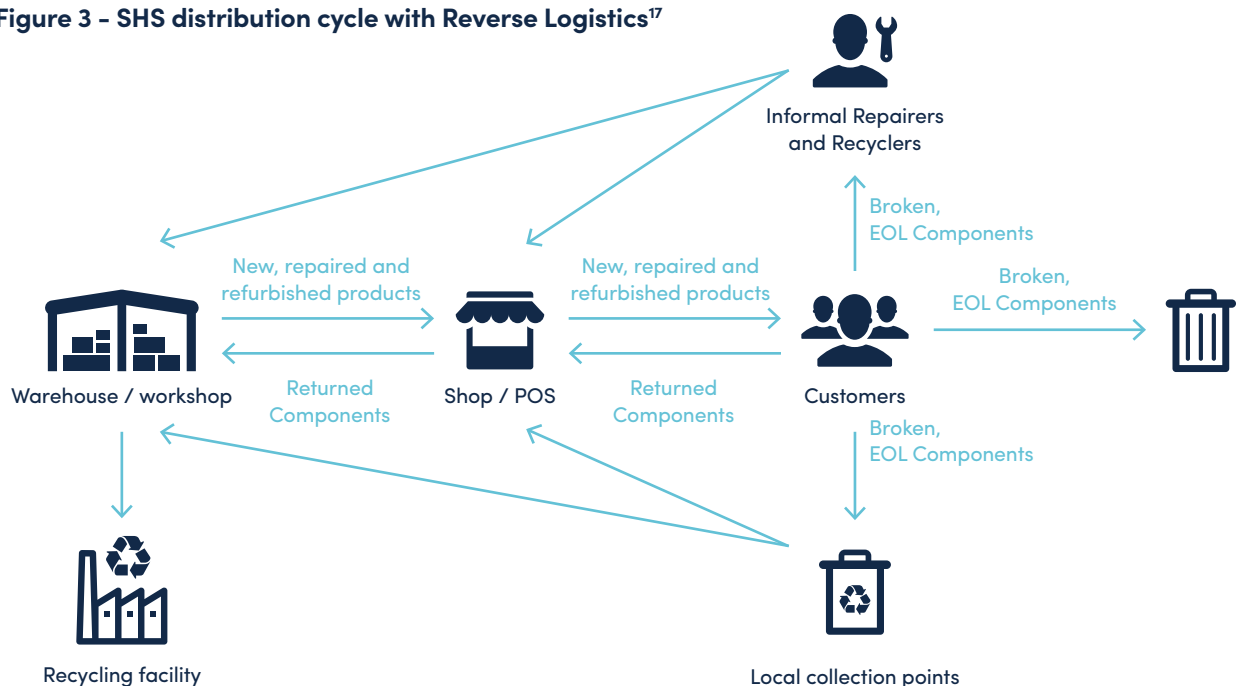 Figure 3 - SHS distribution cycle with Reverse Logistics¹⁷
Informal Repairers
and Recyclers
Broken,
EOL Components
New, repaired and
refurbished products
New, repaired and
refurbished products
Broken,
EOL Components
Warehouse / workshop
Returned
Components
Shop / POS
Returned
Components
Customers
Broken,
EOL Components
Recycling facility
Local collection points